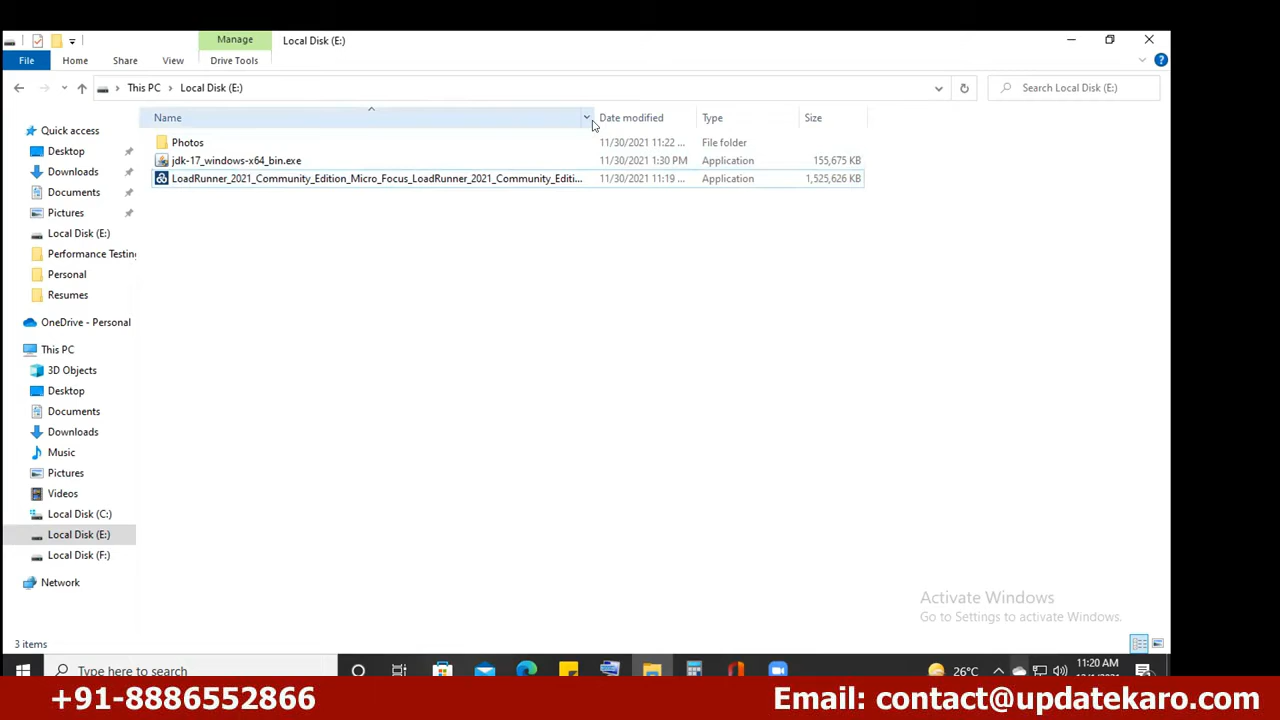 Manage
Local Disk (E:)
File
Home
Share
View
Drive Tools
This PC
Local Disk (E:)
Search Local Disk (E:)
Name
Date modified
Type
Size
Photos
11/30/2021 11:22 ...
File folder
jdk-17_windows-x64_bin.exe
11/30/2021 1:30 PM
Application
155,675 KB
LoadRunner_2021_Community_Edition_Micro_Focus_LoadRunner_2021_Community_Editi...
11/30/2021 11:19 ...
Application
1,525,626 KB
Quick access
Desktop
Downloads
Documents
Pictures
Local Disk (E:)
Performance Testing
Personal
Resumes
OneDrive - Personal
This PC
3D Objects
Desktop
Documents
Downloads
Music
Pictures
Videos
Local Disk (C:)
Local Disk (E:)
Local Disk (F:)
Network
Activate Windows
Go to Settings to activate Windows.
3 items
Type here to search
26°C
11:20 AM
+91-8886552866
Email: contact@updatekaro.com